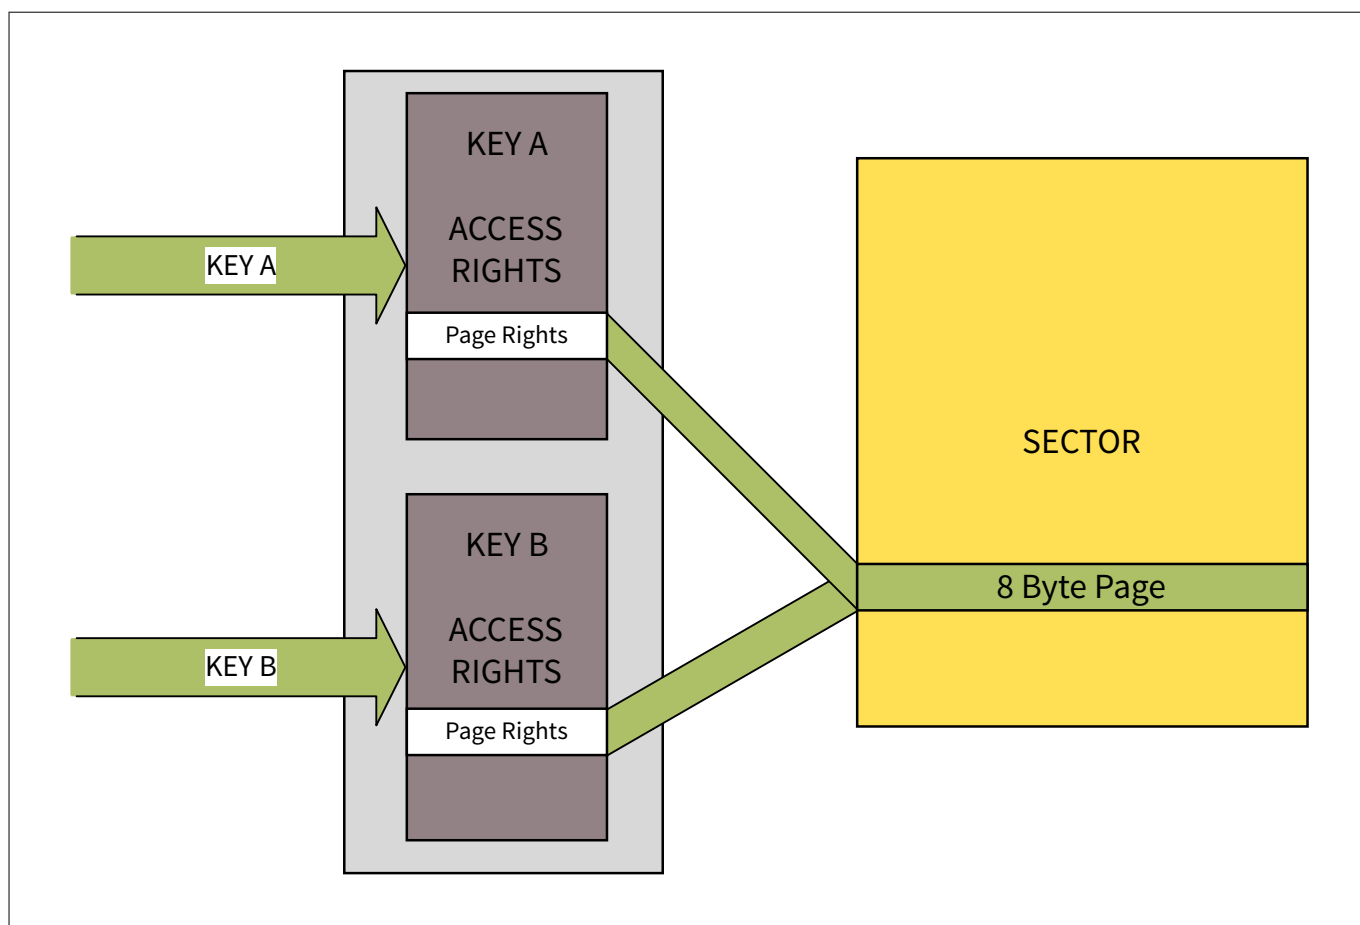 KEY A
KEY A
ACCESS
RIGHTS
Page Rights
SECTOR
KEY B
8 Byte Page
KEY B
ACCESS
RIGHTS
Page Rights